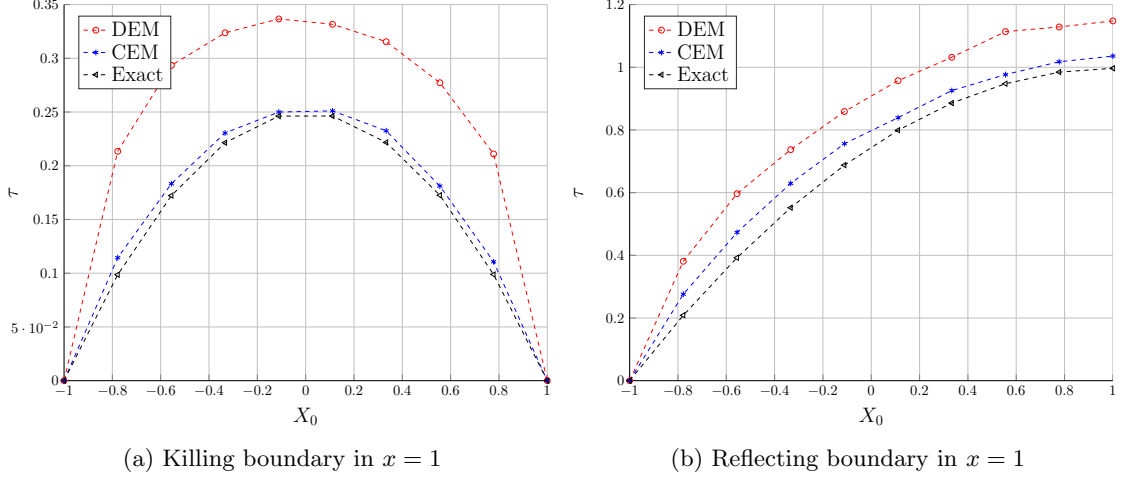 0.35
0.3
0.25
0.2
0.15
0.1
5 · 10⁻²
0
τ
DEM
CEM
Exact
−1 −0.8 −0.6 −0.4 −0.2 0 0.2 0.4 0.6 0.8 1
X₀
(a) Killing boundary in x = 1
1.2
1
0.8
0.6
0.4
0.2
0
τ
DEM
CEM
Exact
−1 −0.8 −0.6 −0.4 −0.2 0 0.2 0.4 0.6 0.8 1
X₀
(b) Reflecting boundary in x = 1